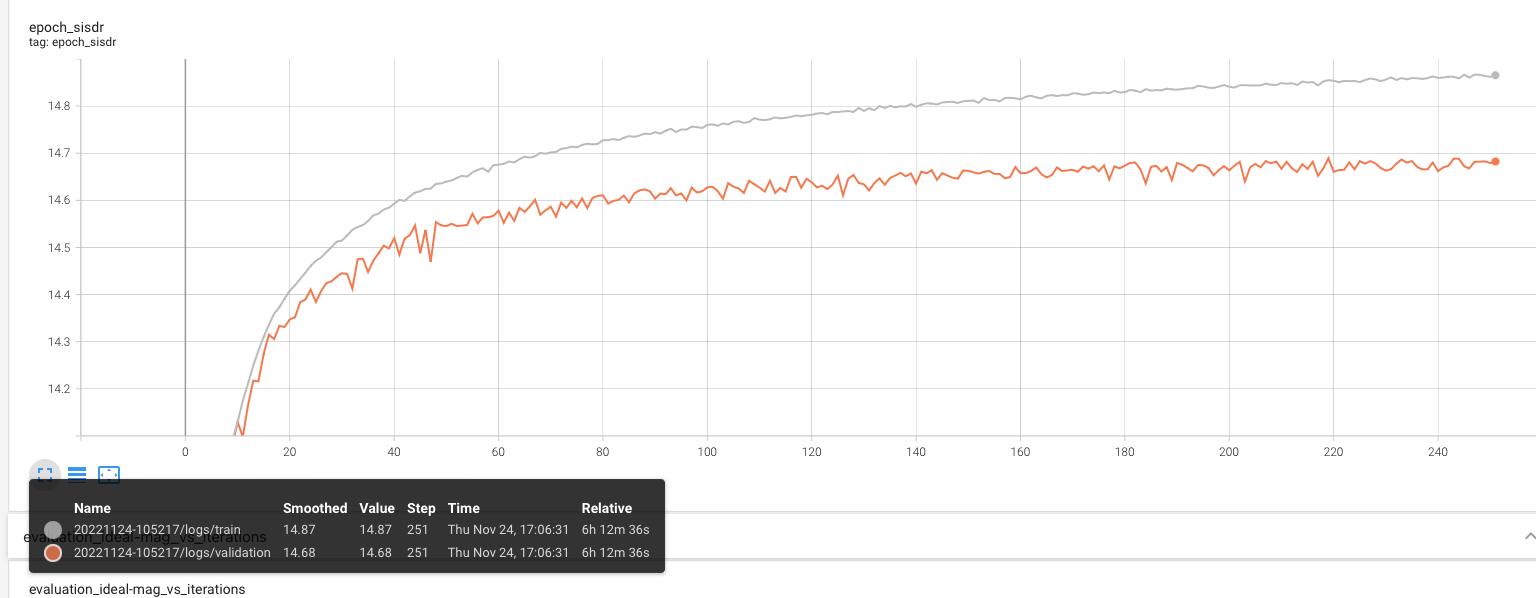 epoch_sisdr
tag: epoch_sisdr
14.8
14.7
14.6
14.5
14.4
14.3
14.2
0 20 40 60 80 100 120 140 160 180 200 220 240
Name Smoothed Value Step Time Relative
20221124-105217/logs/train 14.87 14.87 251 Thu Nov 24, 17:06:31 6h 12m 36s
evaluation_ideal-mag_vs_iterations
20221124-105217/logs/validation 14.68 14.68 251 Thu Nov 24, 17:06:31 6h 12m 36s
evaluation_ideal-mag_vs_iterations